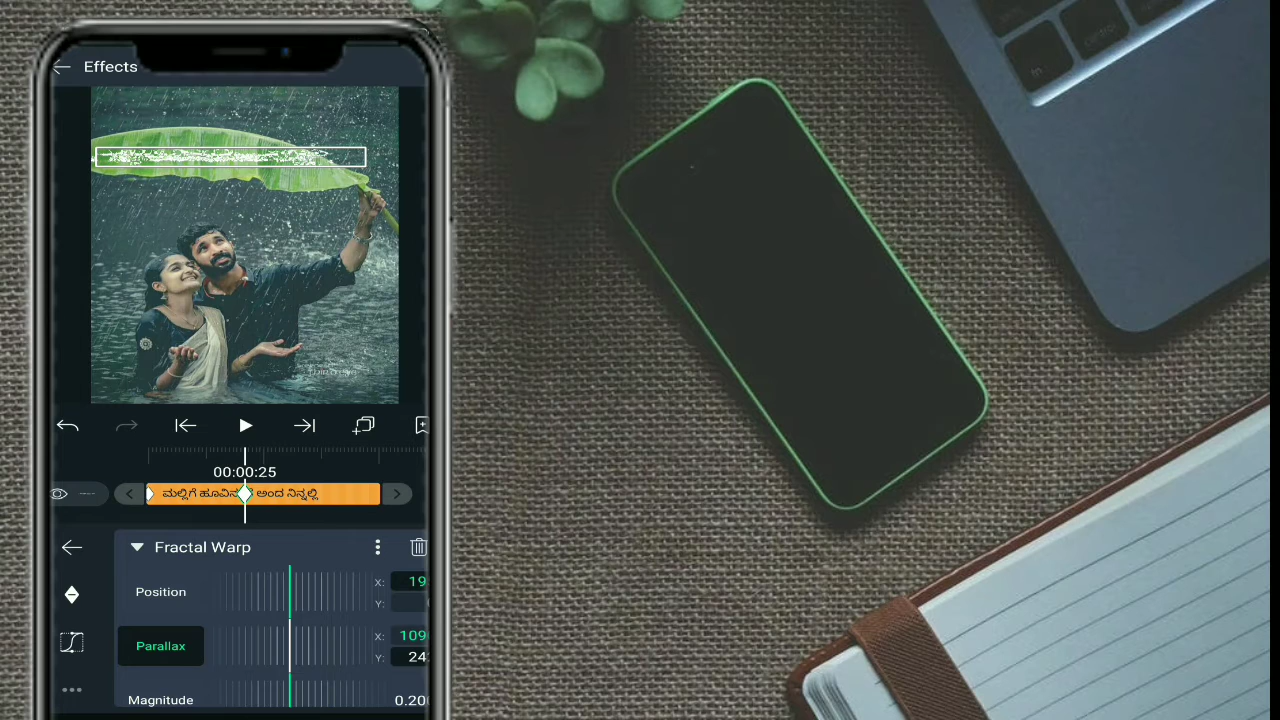 Effects
00:00:25
ಮಲ್ಲಿಗೆ ಅಂದ ನಿನ್ನಲ್ಲಿ
Fractal Warp
Position
X: 19
Y:
Parallax
X: 109
Y: 24
Magnitude
0.20